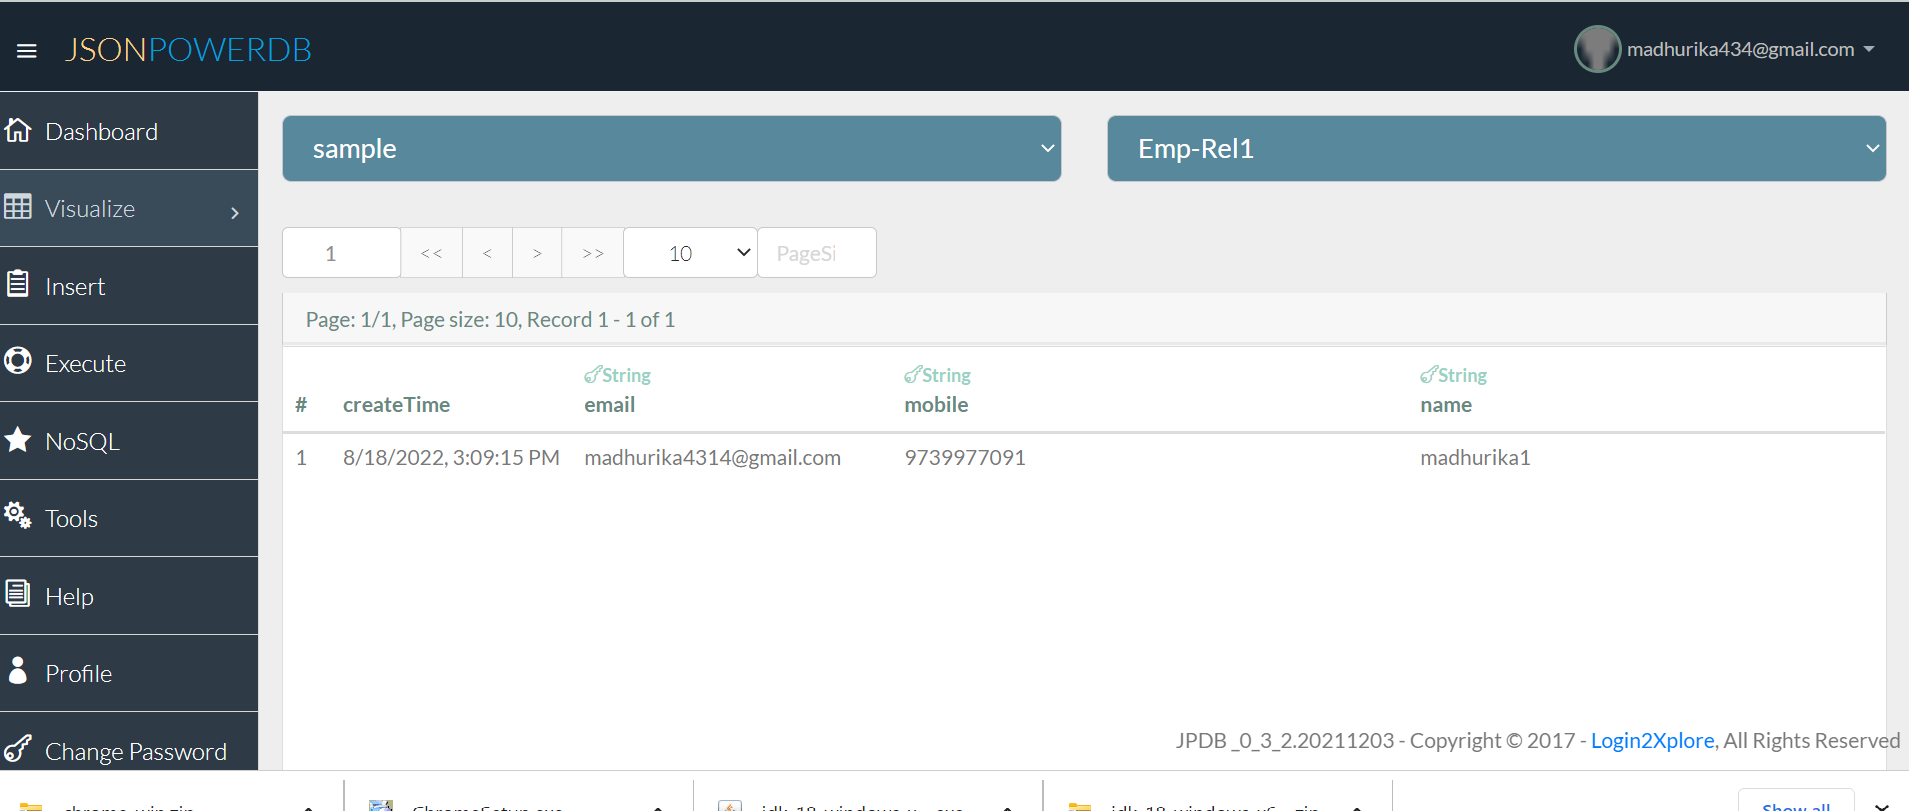 JSONPOWERDB
madhurika434@gmail.com
Dashboard
Visualize
Insert
Execute
NoSQL
Tools
Help
Profile
Change Password
sample
Emp-Rel1
1 << < > >> 10 PageSi
Page: 1/1, Page size: 10, Record 1 - 1 of 1
String String String
# createTime email mobile name
1 8/18/2022, 3:09:15 PM madhurika4314@gmail.com 9739977091 madhurika1
JPDB _0_3_2.20211203 - Copyright © 2017 - Login2Xplore, All Rights Reserved
Show all